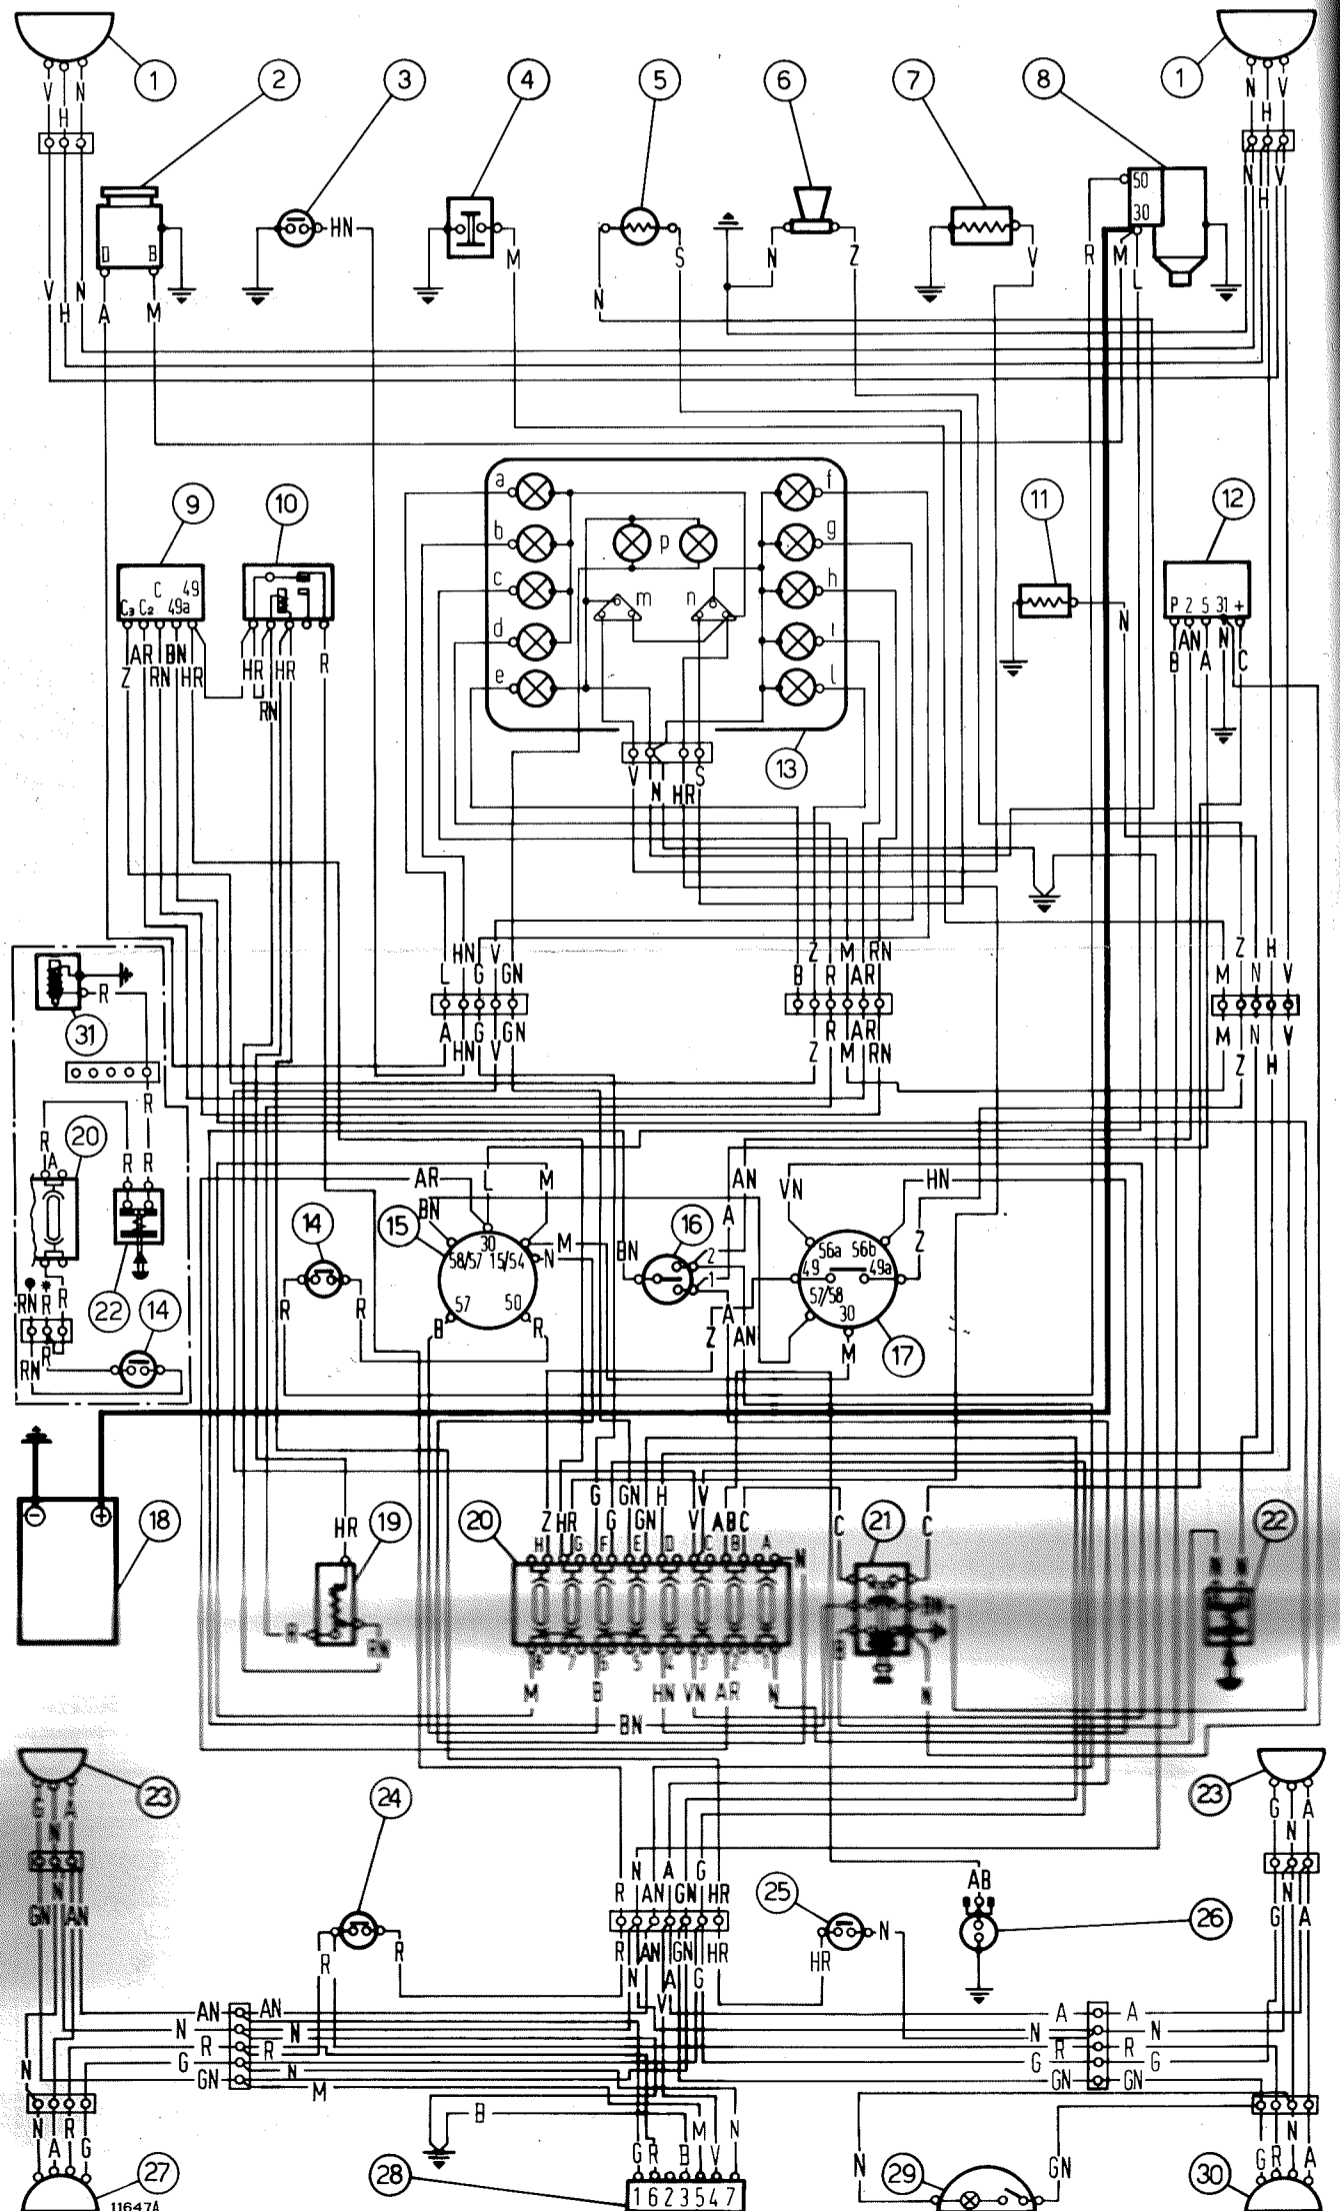 1 2 3 4 5 6 7 8 1
V N N V
H H
50
30
HN
D B
M S N Z V R M L
V H N A M N
N H V
a f
b p g
c h
m n
d i
e l
9 10 11 12
C 49
C3 C2 49a
P 2 5 31 +
Z AR RN BN HR HR RN HR R
N
B AN A N C
13
V N HR S
L HN G V GN
B Z R M AR RN
M Z N H V
A HN G V GN
Z R M AR RN
M Z N H V
R
31
R
20
R A R R
22 14
RN R R
RN R
AR L M
BN
14 15
30
58/57 15/54
57 50
M
N
R R B R
BN 16
2
1
AN
A
A
Z AN
VN HN
56a 56b
49 49a
57/58
30
Z
M
17
- +
18
HR 19
R RN
20
Z HR G G GN GN H V V A B C
H G F E D C B A
N
8 7 6 5 4 3 2 1
M B HN VN AR N
BN
C 21 C
BN
B N
22
N N
23
G N A
GN N AN
24
R R
R N AN A GN G HR
R N AN A GN G HR
V
25
HR N
AB
26
23
G N A
G N A
AN AN
N N
R R
G N
GN M
A A
N N
R R
G G
GN GN
N
N A R G
27
11647A
B
G R B M V N
28
1 6 2 3 5 4 7
N 29 GN
G R N A
30